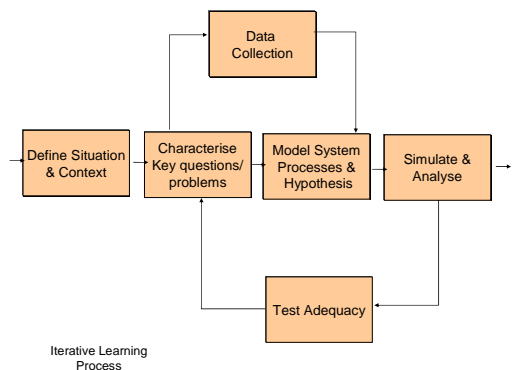 Data
Collection
Define Situation
& Context
Characterise
Key questions/
problems
Model System
Processes &
Hypothesis
Simulate &
Analyse
Test Adequacy
Iterative Learning
Process